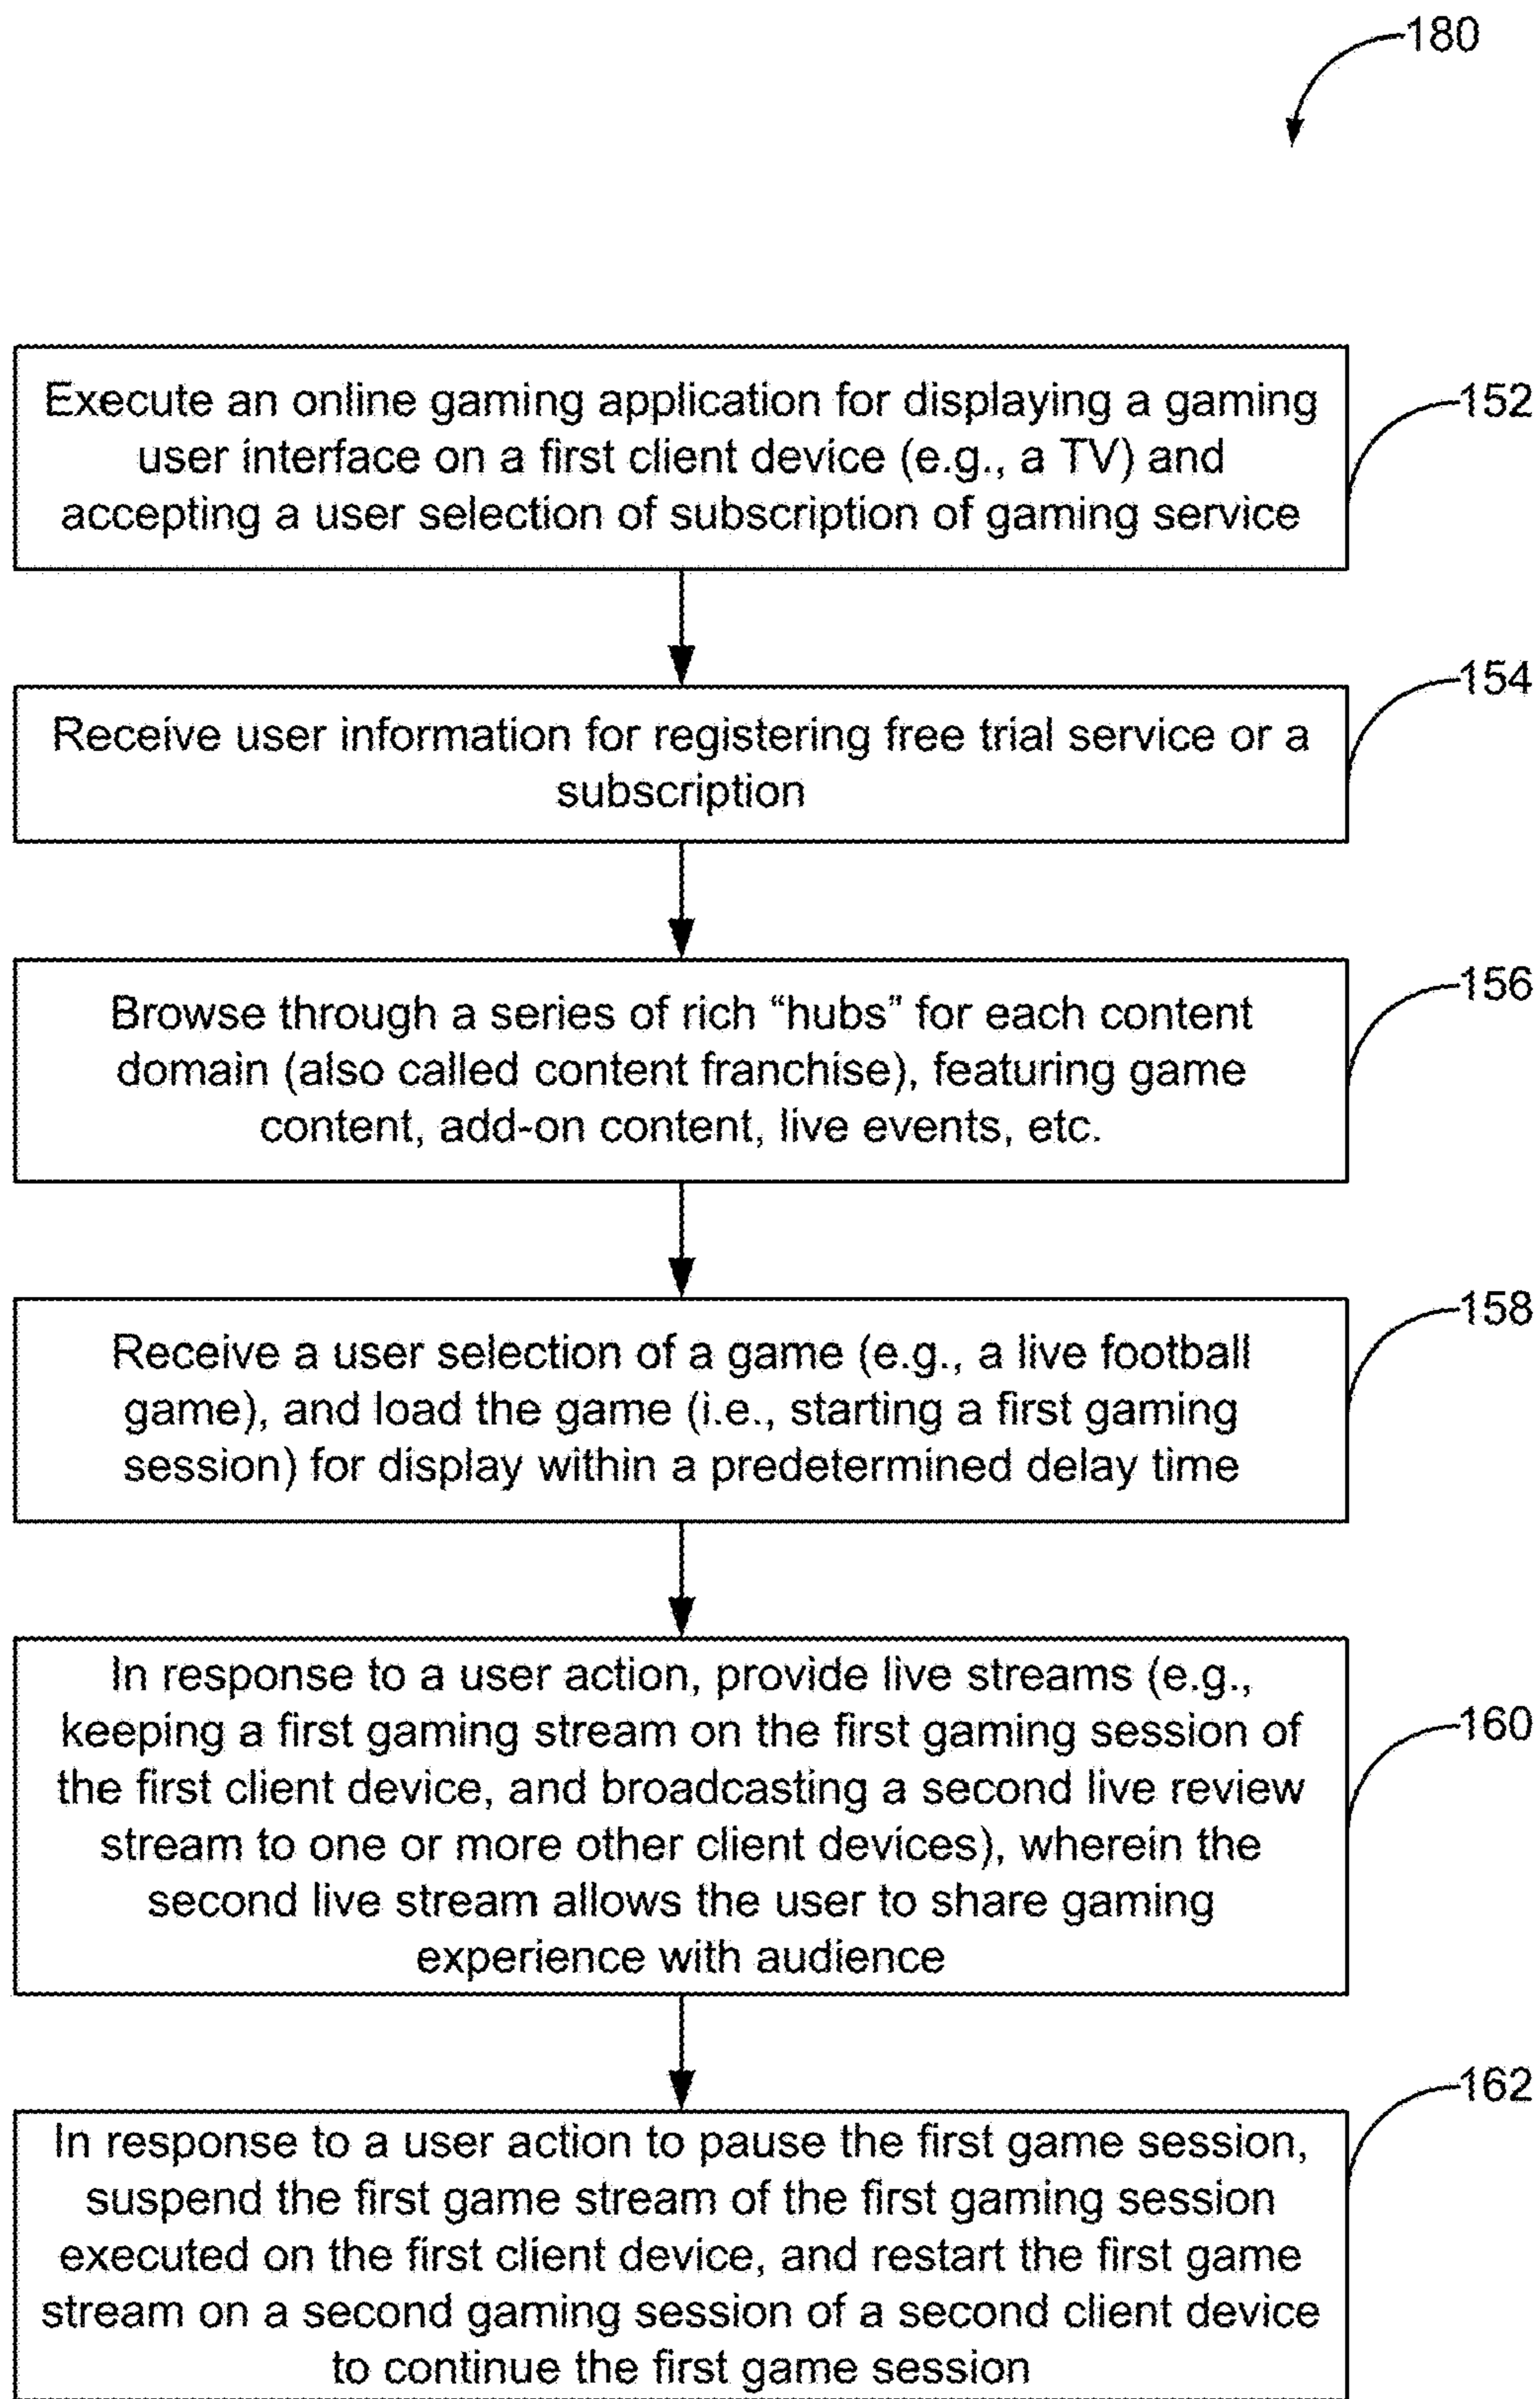 180
Execute an online gaming application for displaying a gaming
user interface on a first client device (e.g., a TV) and
accepting a user selection of subscription of gaming service
152
Receive user information for registering free trial service or a
subscription
154
Browse through a series of rich “hubs” for each content
domain (also called content franchise), featuring game
content, add-on content, live events, etc.
156
Receive a user selection of a game (e.g., a live football
game), and load the game (i.e., starting a first gaming
session) for display within a predetermined delay time
158
In response to a user action, provide live streams (e.g.,
keeping a first gaming stream on the first gaming session of
the first client device, and broadcasting a second live review
stream to one or more other client devices), wherein the
second live stream allows the user to share gaming
experience with audience
160
In response to a user action to pause the first game session,
suspend the first game stream of the first gaming session
executed on the first client device, and restart the first game
stream on a second gaming session of a second client device
to continue the first game session
162